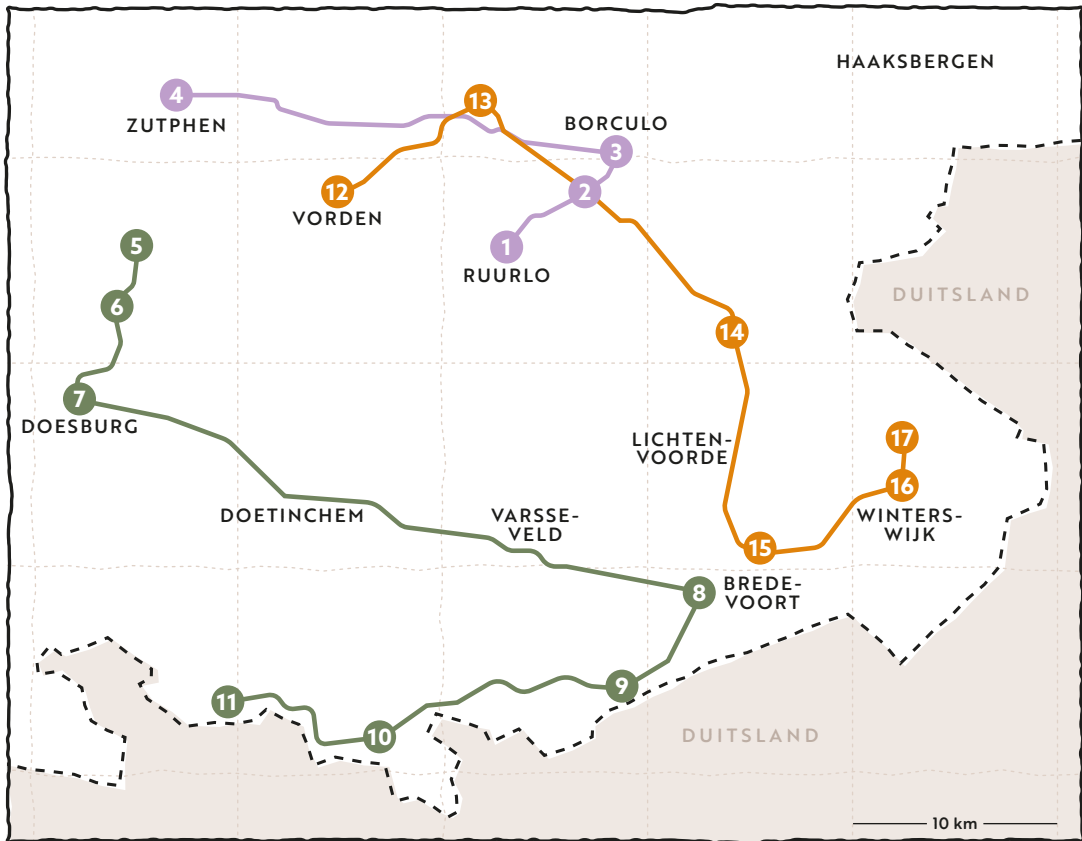 HAAKSBERGEN
4
13
ZUTPHEN
BORCULO
3
12
2
VORDEN
5
1
RUURLO
6
DUITSLAND
14
7
DOESBURG
LICHTEN-
VOORDE
17
16
DOETINCHEM
VARSSE-
VELD
WINTERS-
WIJK
15
8
BREDE-
VOORT
9
11
10
DUITSLAND
10 km